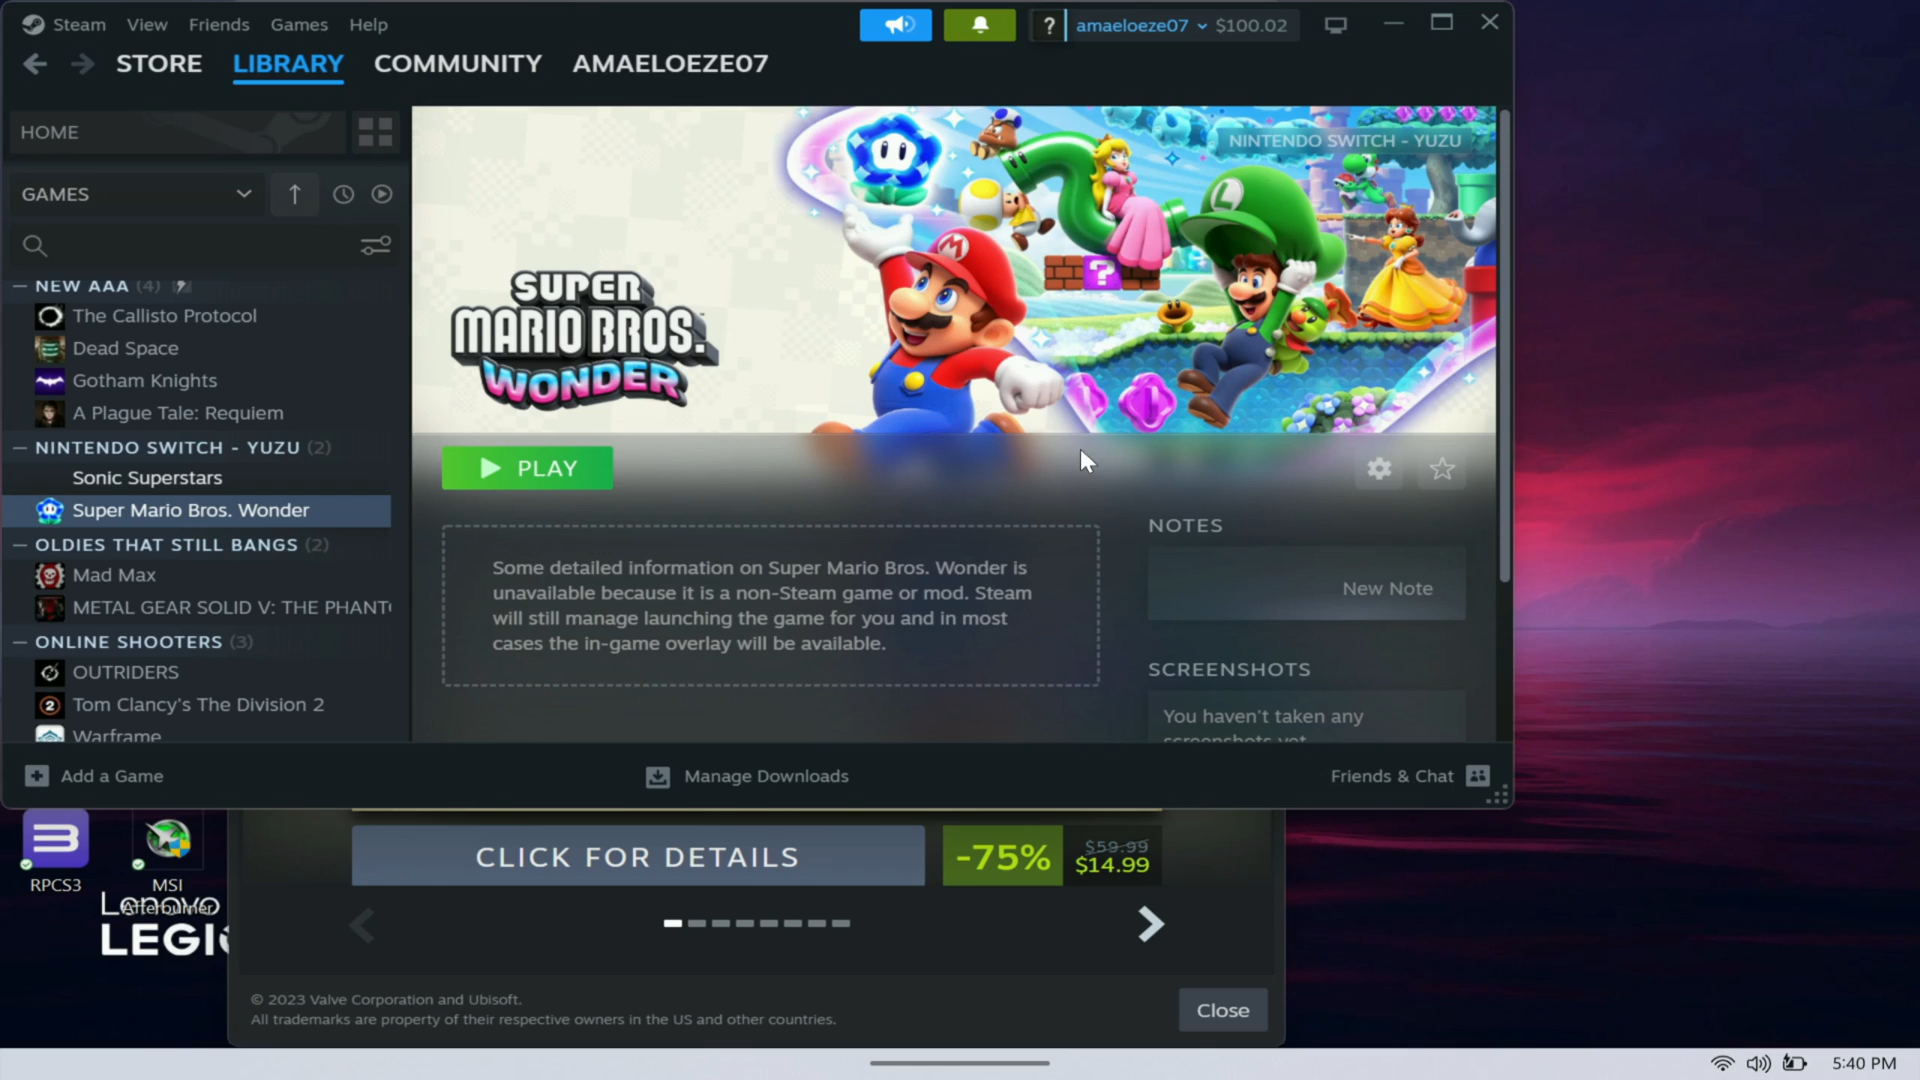 Steam View Friends Games Help
? amaeloeze07 $100.02
STORE LIBRARY COMMUNITY AMAELOEZE07
HOME
GAMES
NEW AAA (4)
The Callisto Protocol
Dead Space
Gotham Knights
A Plague Tale: Requiem
NINTENDO SWITCH - YUZU (2)
Sonic Superstars
Super Mario Bros. Wonder
OLDIES THAT STILL BANGS (2)
Mad Max
METAL GEAR SOLID V: THE PHANT
ONLINE SHOOTERS (3)
OUTRIDERS
Tom Clancy's The Division 2
Warframe
NINTENDO SWITCH - YUZU
SUPER
MARIO BROS.
WONDER
M
L
?
PLAY
Some detailed information on Super Mario Bros. Wonder is
unavailable because it is a non-Steam game or mod. Steam
will still manage launching the game for you and in most
cases the in-game overlay will be available.
NOTES
New Note
SCREENSHOTS
You haven't taken any
screenshots yet
Add a Game
Manage Downloads
Friends & Chat
RPCS3
MSI
Afterburner
Lenovo
LEGIO
CLICK FOR DETAILS
-75% $59.99
$14.99
© 2023 Valve Corporation and Ubisoft.
All trademarks are property of their respective owners in the US and other countries.
Close
5:40 PM